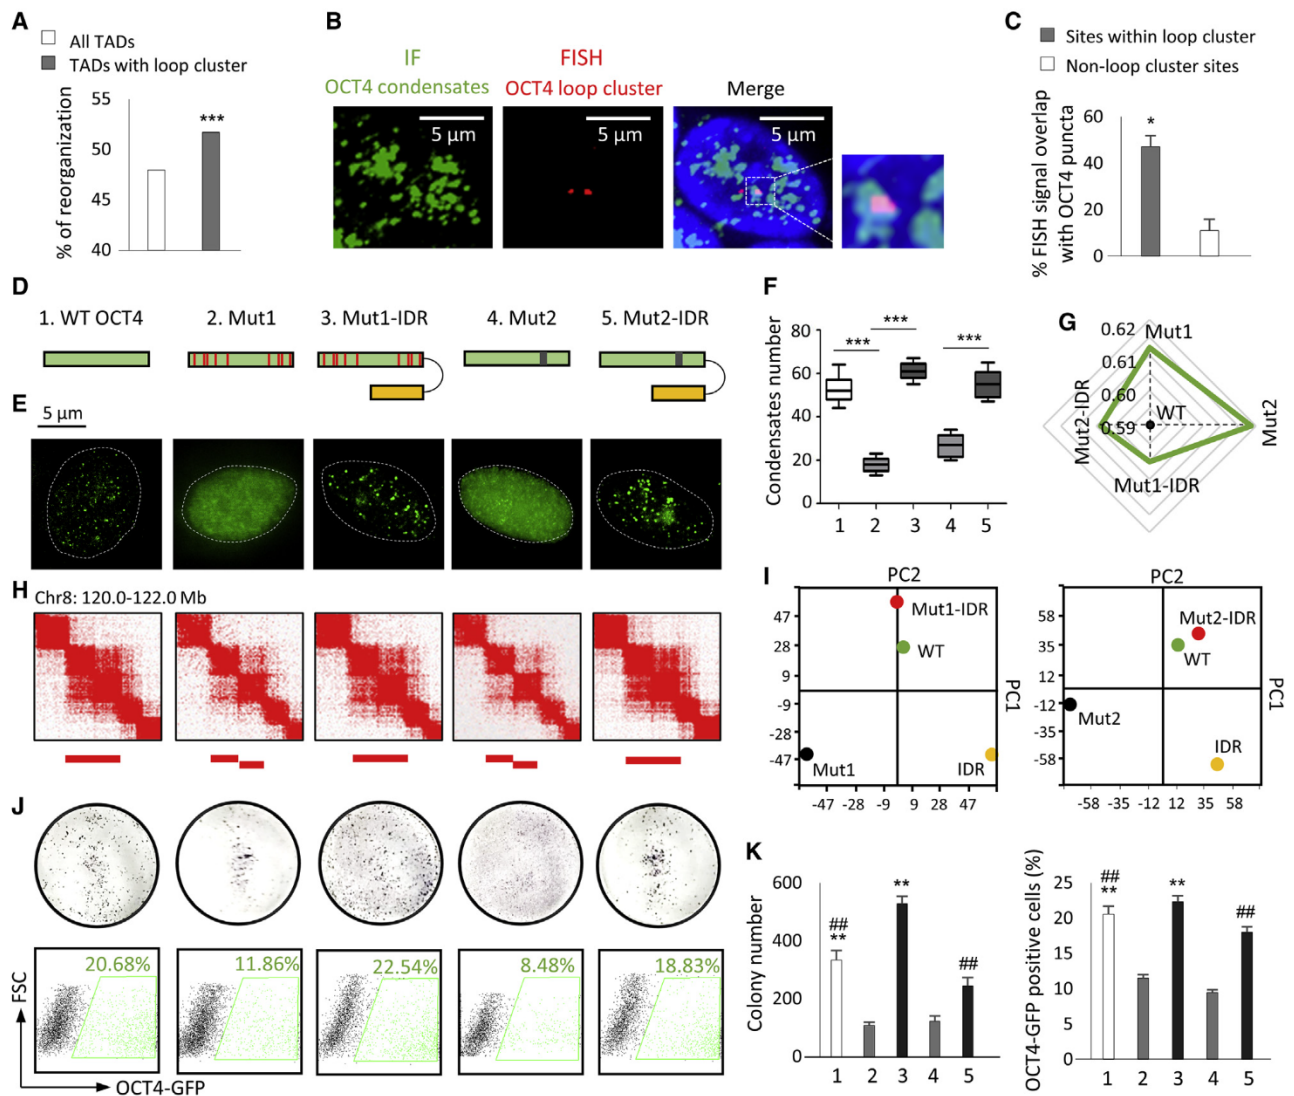 A
All TADs
TADs with loop cluster
% of reorganization
55
50
45
40
***
B
IF
OCT4 condensates
FISH
OCT4 loop cluster
Merge
5 μm
5 μm
5 μm
C
Sites within loop cluster
Non-loop cluster sites
% FISH signal overlap
with OCT4 puncta
60
40
20
0
*
D
1. WT OCT4
2. Mut1
3. Mut1-IDR
4. Mut2
5. Mut2-IDR
E
5 μm
F
Condensates number
80
60
40
20
0
***
***
***
1 2 3 4 5
G
0.62
0.61
0.60
0.59
Mut1
WT
Mut2
Mut2-IDR
Mut1-IDR
H
Chr8: 120.0-122.0 Mb
I
PC2
47
28
9
-9
-28
-47
Mut1-IDR
WT
Mut1
IDR
PC1
-47 -28 -9 9 28 47
PC2
58
35
12
-12
-35
-58
Mut2-IDR
WT
Mut2
IDR
PC1
-58 -35 -12 12 35 58
J
20.68%
11.86%
22.54%
8.48%
18.83%
FSC
OCT4-GFP
K
Colony number
600
400
200
0
##
**
**
##
1 2 3 4 5
OCT4-GFP positive cells (%)
25
20
15
10
5
0
##
**
**
##
1 2 3 4 5